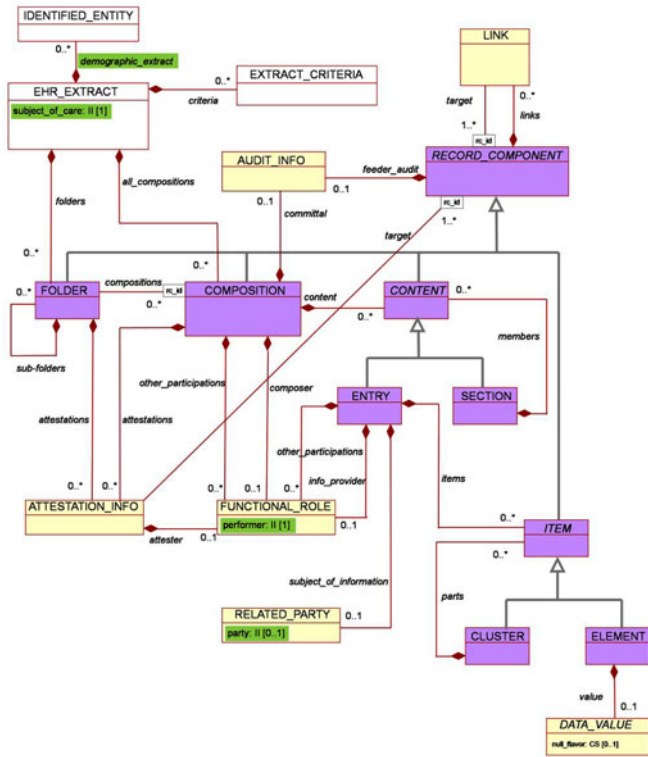 IDENTIFIED_ENTITY
LINK
0..*
demographic_extract
0..*
EXTRACT_CRITERIA
EHR_EXTRACT
subject_of_care: II [1]
criteria
target
0..*
links
1..*
rc_id
RECORD_COMPONENT
AUDIT_INFO
feeder_audit
0..1
0..1
committal
rc_id
1..*
target
all_compositions
folders
0..*
0..*
0..*
compositions
FOLDER
rc_id
0..*
COMPOSITION
content
0..*
CONTENT
0..*
members
sub-folders
other_participations
composer
attestations
attestations
ENTRY
SECTION
other_participations
info_provider
items
0..*
0..*
0..*
0..1
0..*
ATTESTATION_INFO
attester
0..1
FUNCTIONAL_ROLE
performer: II [1]
0..1
0..*
ITEM
0..*
subject_of_information
parts
RELATED_PARTY
party: II [0..1]
0..1
CLUSTER
ELEMENT
value
0..1
DATA_VALUE
null_flavor: CS [0..1]